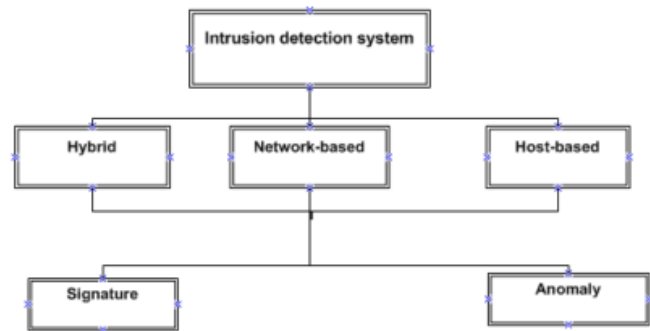 Intrusion detection system
Hybrid
Network-based
Host-based
Signature
Anomaly